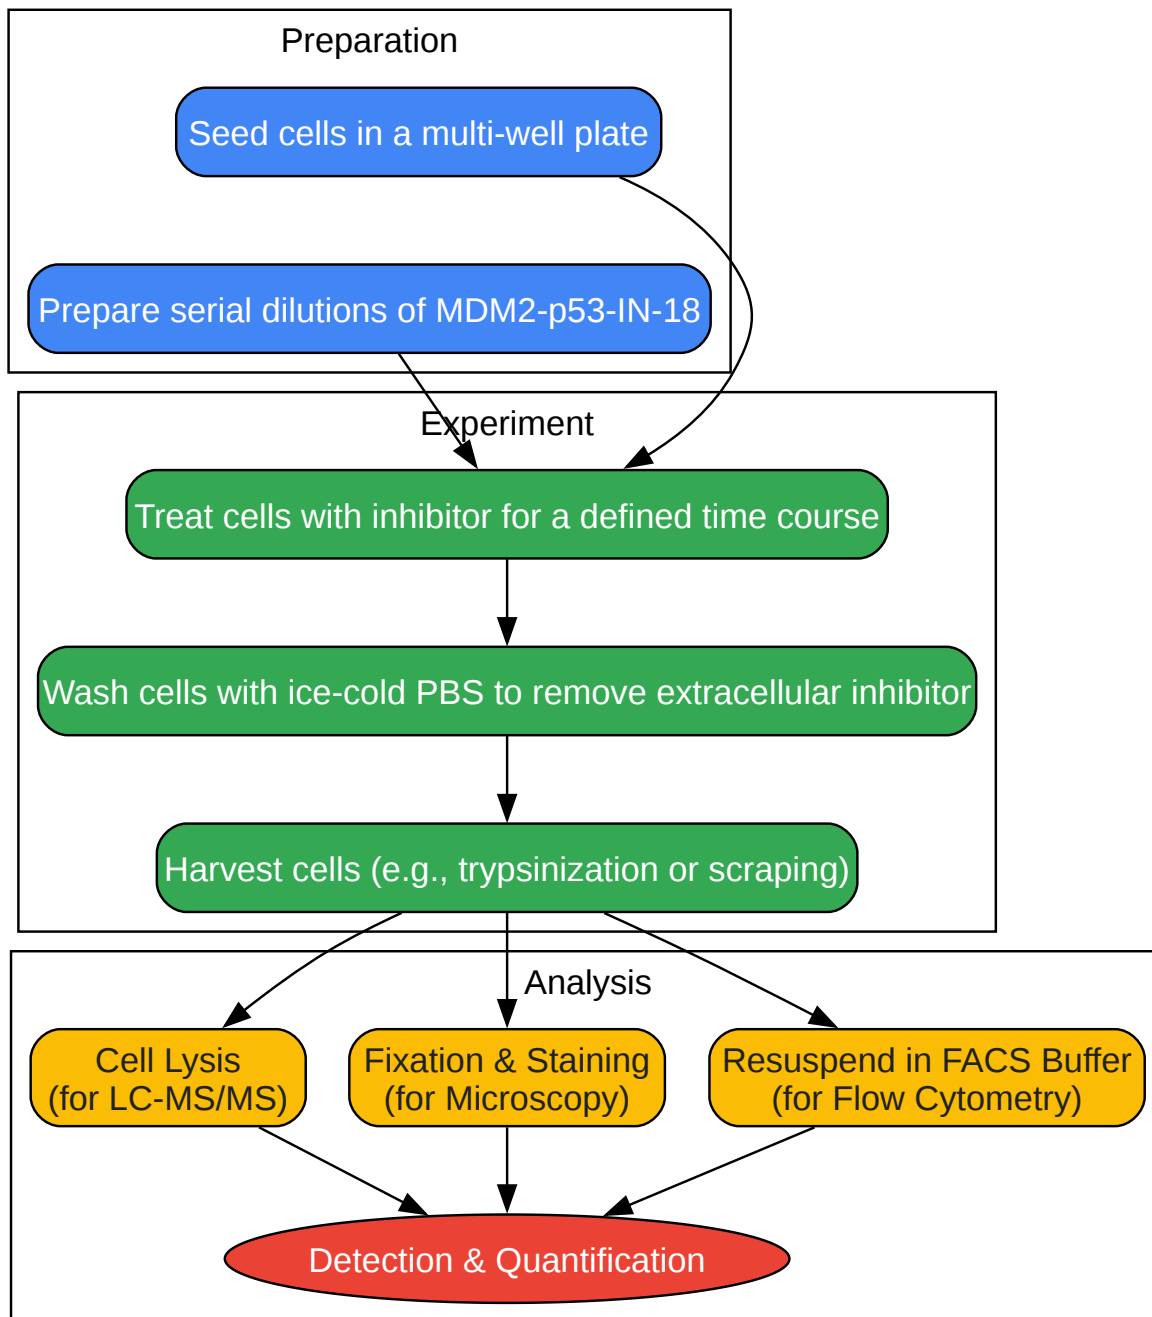 Preparation
Seed cells in a multi-well plate
Prepare serial dilutions of MDM2-p53-IN-18
Experiment
Treat cells with inhibitor for a defined time course
Wash cells with ice-cold PBS to remove extracellular inhibitor
Harvest cells (e.g., trypsinization or scraping)
Analysis
Cell Lysis
(for LC-MS/MS)
Fixation & Staining
(for Microscopy)
Resuspend in FACS Buffer
(for Flow Cytometry)
Detection & Quantification